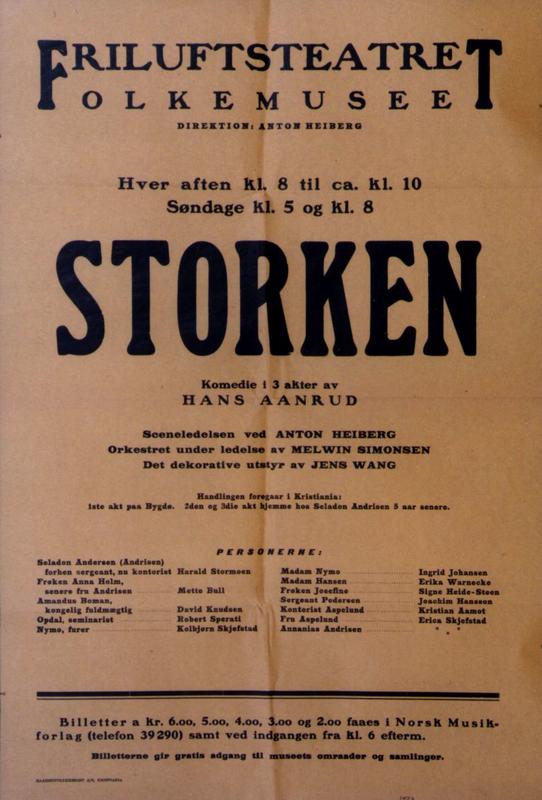 FRILUFTSTEATRET
FOLKEMUSEET
DIREKTION: ANTON HEIBERG
Hver aften kl. 8 til ca. kl. 10
Søndage kl. 5 og kl. 8
STORKEN
Komedie i 3 akter av
HANS AANRUD
Sceneledelsen ved ANTON HEIBERG
Orkestret under ledelse av MELWIN SIMONSEN
Det dekorative utstyr av JENS WANG
Handlingen foregaar i Kristiania:
1ste akt paa Bygdø. 2den og 3die akt hjemme hos Seladon Andrisen 5 aar senere.
PERSONERNE:
Seladon Andersen (Andrisen)
forhen sergeant, nu kontorist Harald Stormoen
Frøken Anna Holm,
senere fru Andrisen Mette Bull
Amandus Boman,
kongelig fuldmægtig David Knudsen
Opdal, seminarist Robert Sperati
Nymo, furer Kolbjørn Skjefstad
Madam Nymo Ingrid Johansen
Madam Hansen Erika Warnecke
Frøken Josefine Signe Heide-Steen
Sergeant Pedersen Joachim Hansson
Kontorist Aspelund Kristian Aamot
Fru Aspelund Erica Skjefstad
Annanias Andrisen * * *
Billetter a kr. 6.00, 5.00, 4.00, 3.00 og 2.00 faaes i Norsk Musik-
forlag (telefon 39290) samt ved indgangen fra kl. 6 efterm.
Billetterne gir gratis adgang til museets omraader og samlinger.